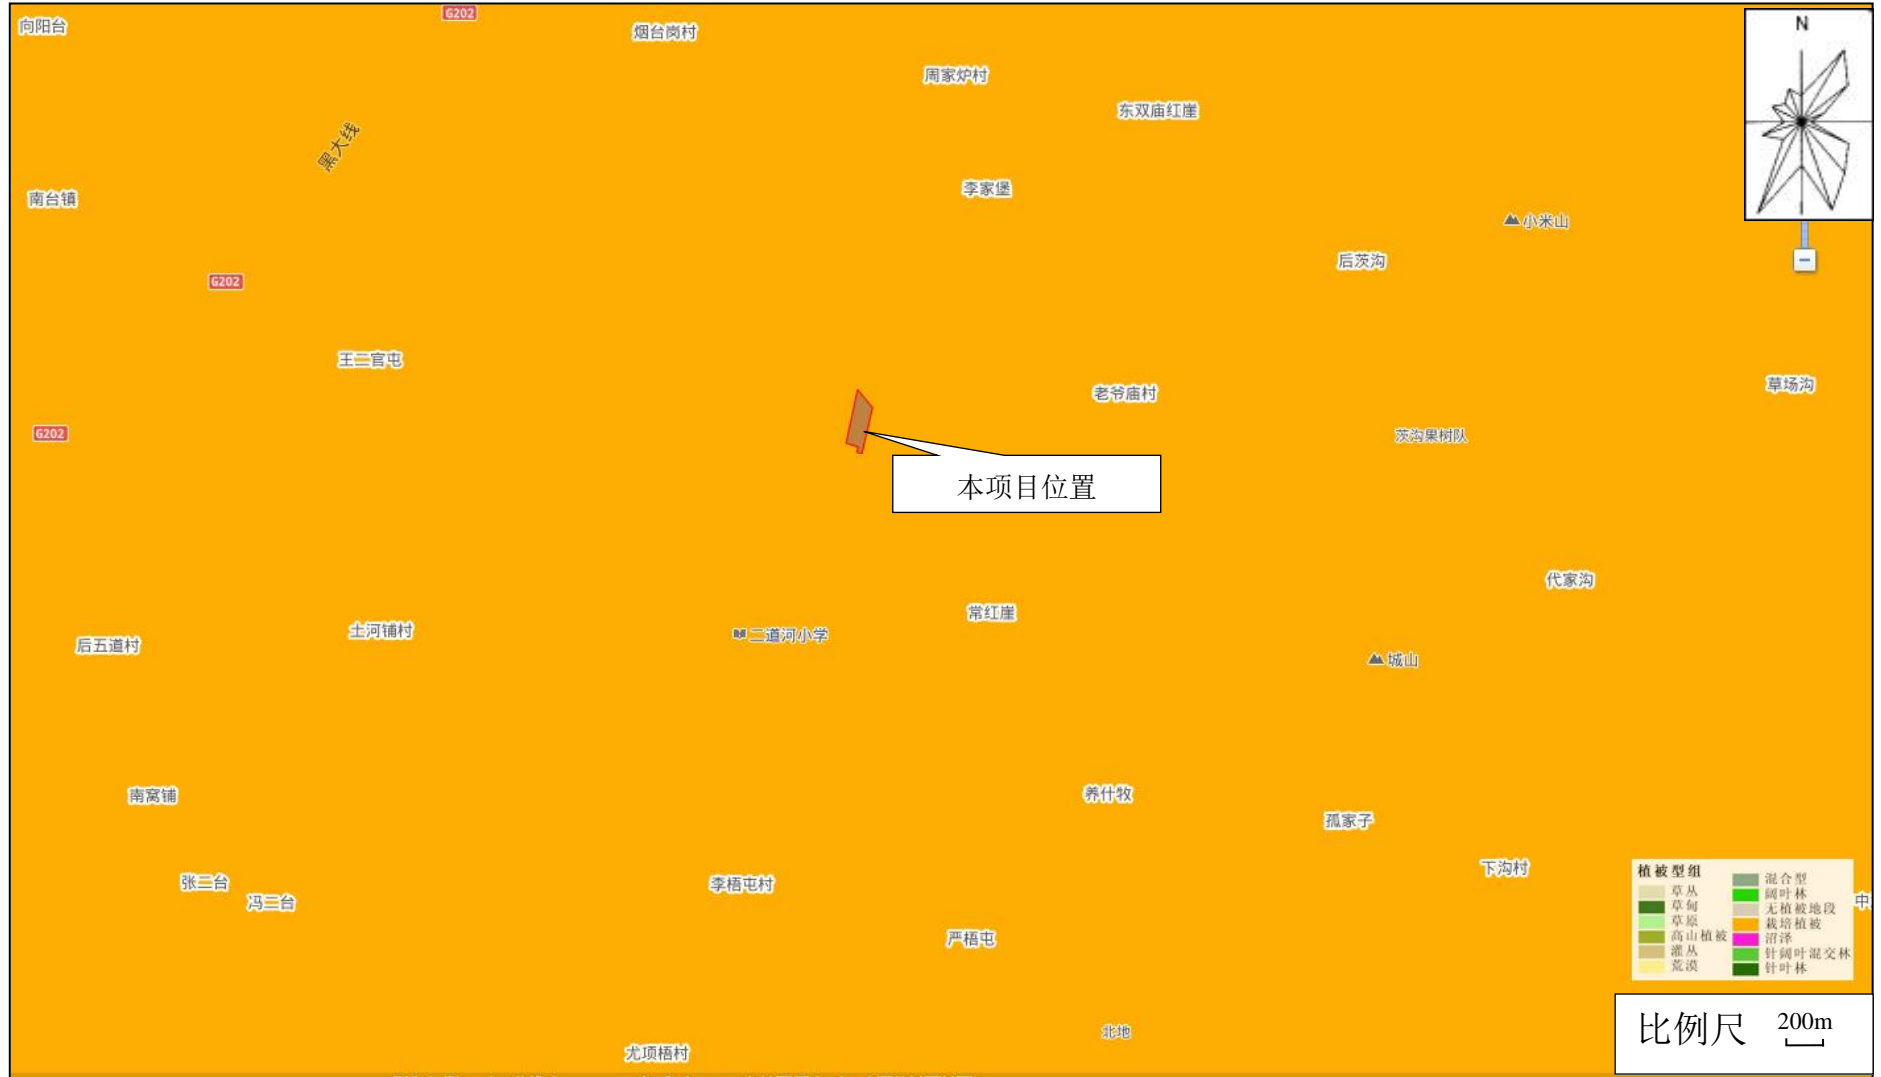 向阳台
G202
烟台岗村
N
周家炉村
东双庙红崖
黑大线
李家堡
南台镇
小米山
后茨沟
G202
王二官屯
草场沟
老爷庙村
G202
茨沟果树队
本项目位置
代家沟
常红崖
土河铺村
二道河小学
后五道村
城山
南窝铺
养什牧
孤家子
下沟村
张二台
李梧屯村
冯二台
中
严梧屯
植被型组
草丛
草甸
草原
高山植被
灌丛
荒漠
混合型
阔叶林
无植被地段
栽培植被
沼泽
针阔叶混交林
针叶林
北地
尤项梧村
比例尺 200m